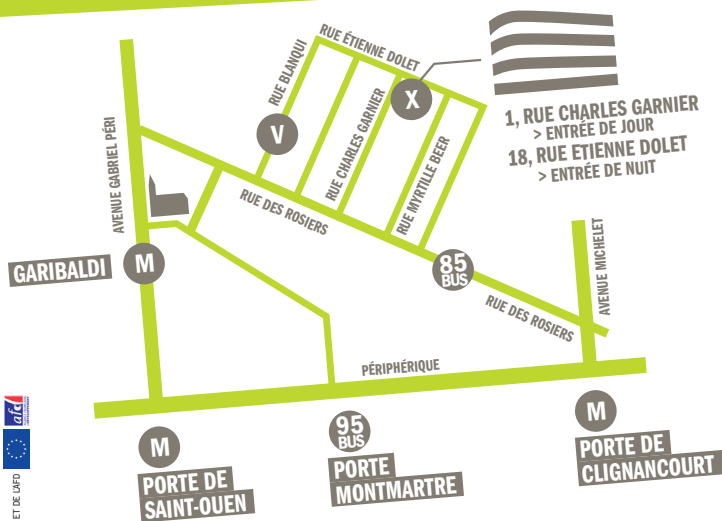 RUE ÉTIENNE DOLET
RUE BLANQUI
X
1, RUE CHARLES GARNIER
> ENTRÉE DE JOUR
18, RUE ETIENNE DOLET
> ENTRÉE DE NUIT
V
RUE CHARLES GARNIER
RUE MYRTILLE BEER
AVENUE GABRIEL PÉRI
RUE DES ROSIERS
AVENUE MICHELET
GARIBALDI
M
85
BUS
RUE DES ROSIERS
PÉRIPHÉRIQUE
M
PORTE DE
SAINT-OUEN
95
BUS
PORTE
MONTMARTRE
M
PORTE DE
CLIGNANCOURT
afd
ET DE L'AFD